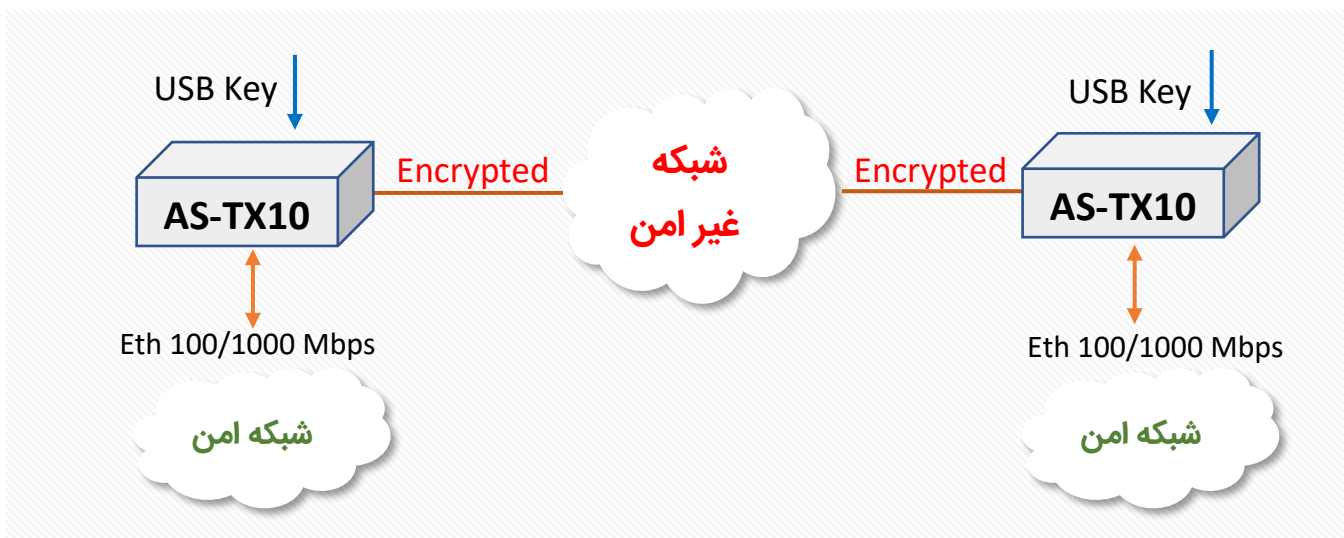 USB Key
AS-TX10
Encrypted
Eth 100/1000 Mbps
شبکه امن
شبکه
غیر امن
Encrypted
USB Key
AS-TX10
Eth 100/1000 Mbps
شبکه امن